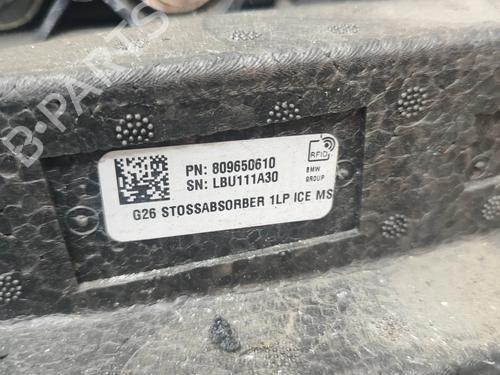 B-PARTS
PN: 809650610
SN: LBU111A30
RFID
BMW
GROUP
G26 STOSSABSORBER 1LP ICE MS